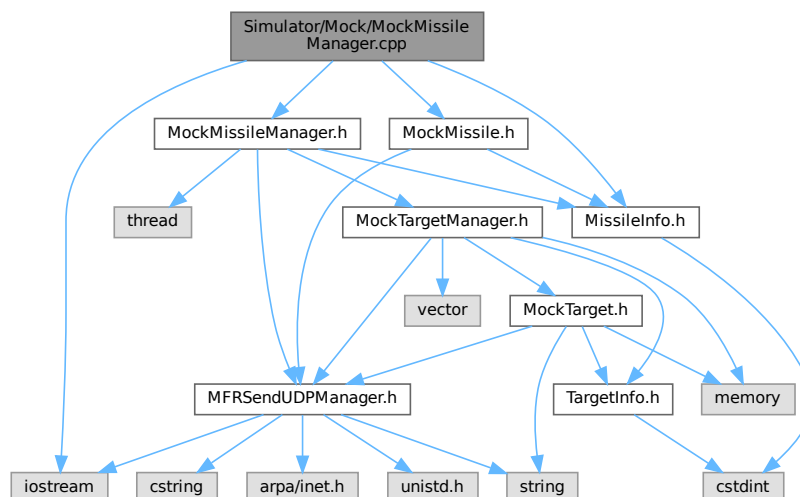 Simulator/Mock/MockMissile
Manager.cpp
MockMissileManager.h
MockMissile.h
thread
MockTargetManager.h
MissileInfo.h
vector
MockTarget.h
MFRSendUDPManager.h
TargetInfo.h
memory
iostream
cstring
arpa/inet.h
unistd.h
string
cstdint